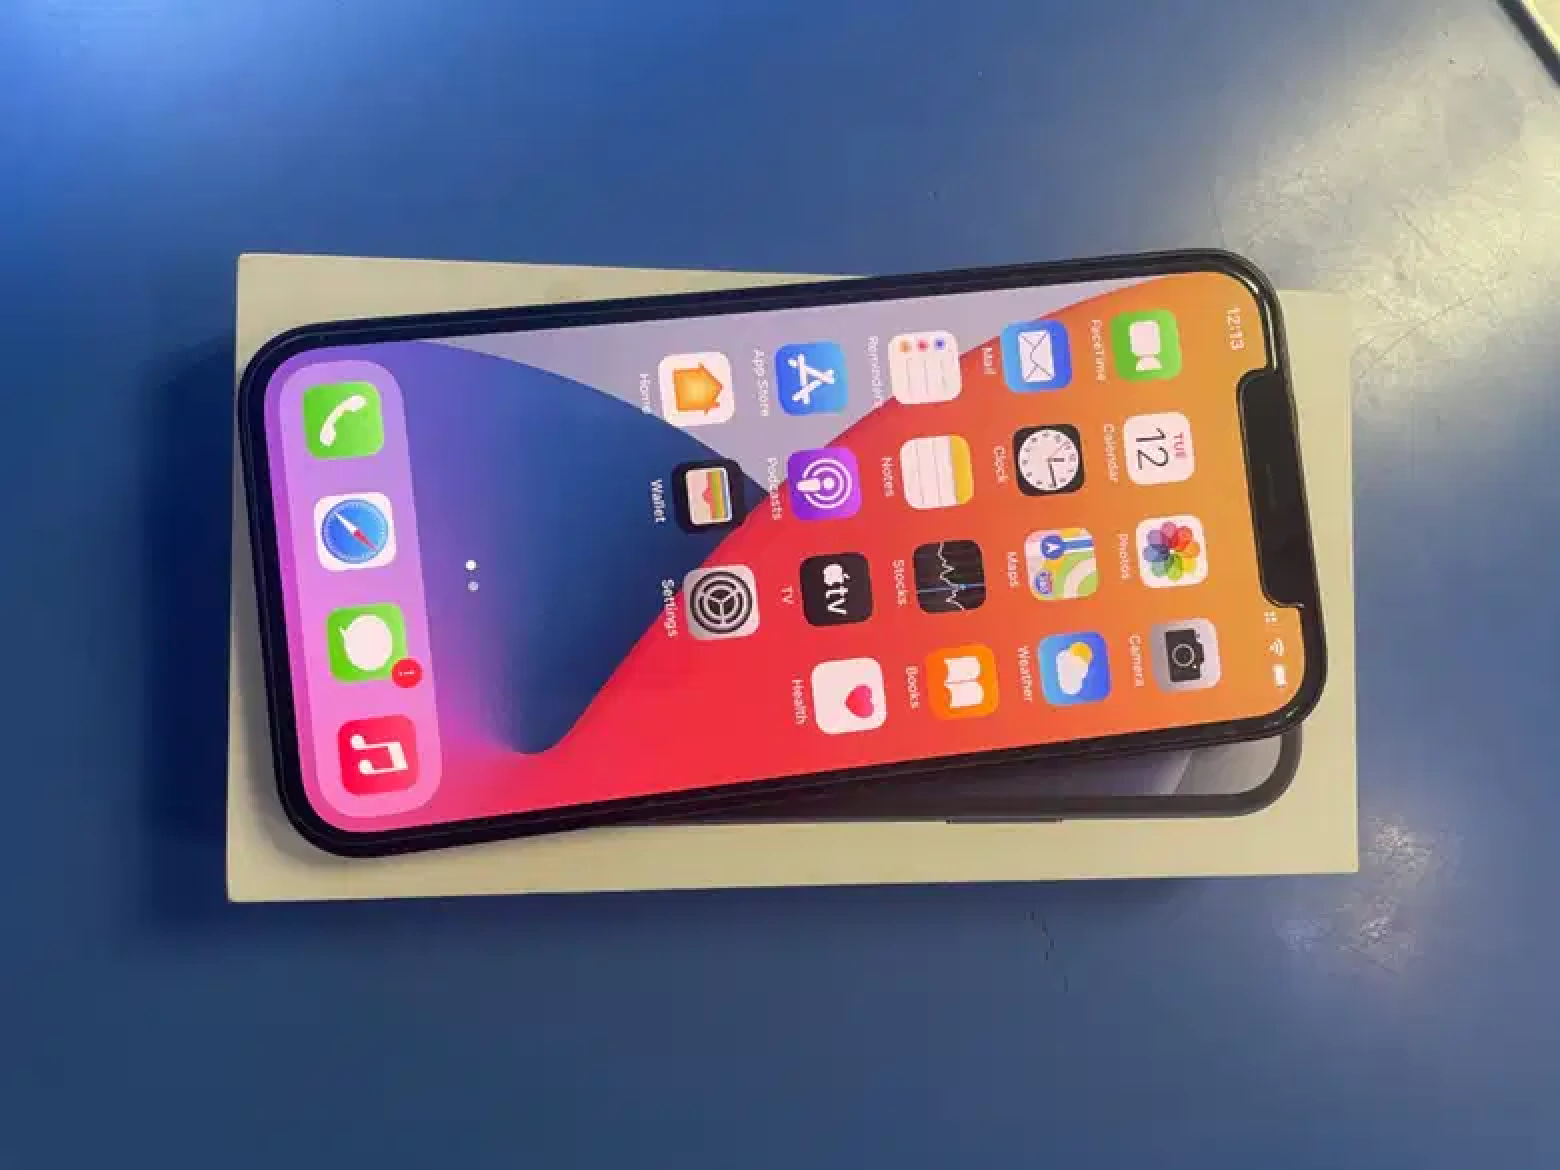 12:13
FaceTime
TUE
12
Calendar
Photos
Camera
Mail
Clock
Maps
Weather
Reminders
Notes
Stocks
Books
App Store
Podcasts
tv
TV
Health
Home
Wallet
Settings
!